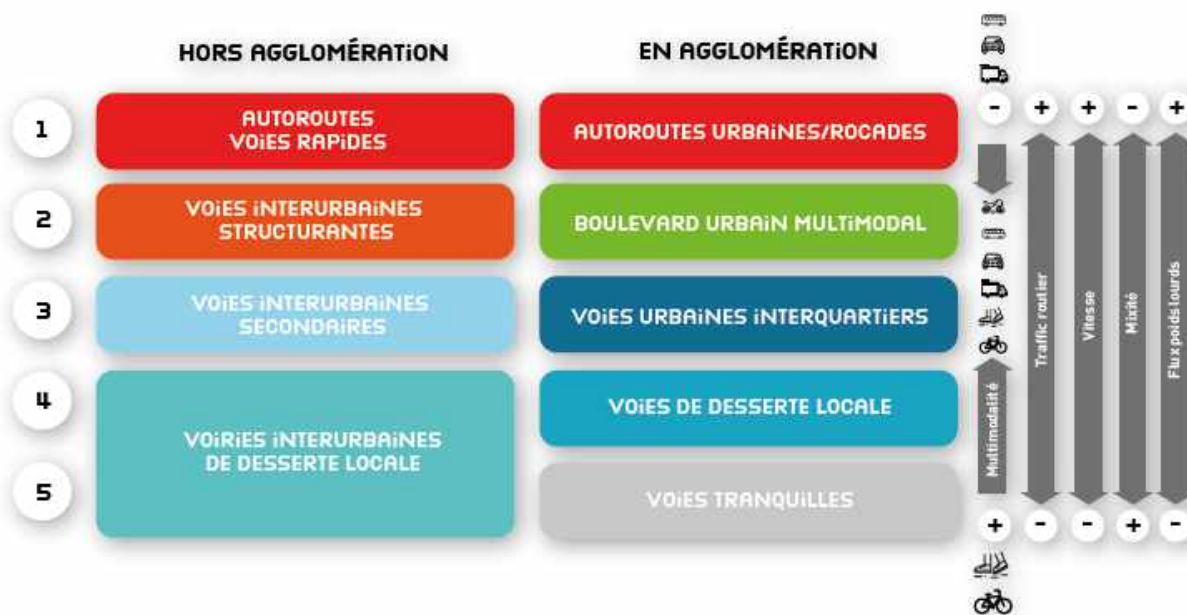 HORS AGGLOMÉRATiON
EN AGGLOMÉRATiON
- + + - +
1
AUTOROUTES
VOiES RAPiDES
AUTOROUTES URBAiNES/ROCADES
2
VOiES iNTERURBAiNES
STRUCTURANTES
BOULEVARD URBAiN MULTiMODAL
3
VOiES iNTERURBAiNES
SECONDAiRES
VOiES URBAiNES iNTERQUARTiERS
4
VOiES DE DESSERTE LOCALE
VOiRiES iNTERURBAiNES
DE DESSERTE LOCALE
5
VOiES TRANQUiLLES
Multimodalité
Traffic routier
Vitesse
Mixité
Flux poids lourds
+ - - + -